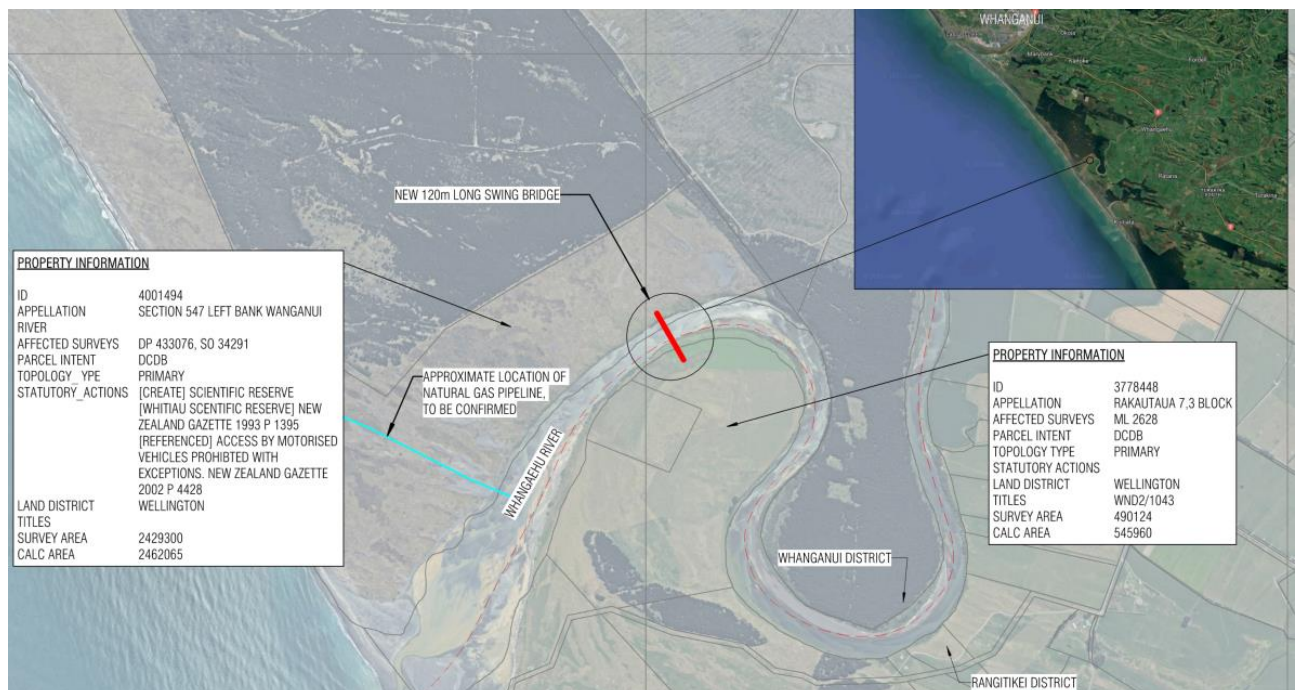 WHANGANUI
NEW 120m LONG SWING BRIDGE
PROPERTY INFORMATION
ID 4001494
APPELLATION SECTION 547 LEFT BANK WANGANUI
RIVER
AFFECTED SURVEYS DP 433076, SO 34291
PARCEL INTENT DCDB
TOPOLOGY_YPE PRIMARY
STATUTORY_ACTIONS [CREATE] SCIENTIFIC RESERVE
[WHITIAU SCENTIFIC RESERVE] NEW
ZEALAND GAZETTE 1993 P 1395
[REFERENCED] ACCESS BY MOTORISED
VEHICLES PROHIBTED WITH
EXCEPTIONS. NEW ZEALAND GAZETTE
2002 P 4428
LAND DISTRICT WELLINGTON
TITLES
SURVEY AREA 2429300
CALC AREA 2462065
APPROXIMATE LOCATION OF
NATURAL GAS PIPELINE,
TO BE CONFIRMED
WHANGAEHU RIVER
PROPERTY INFORMATION
ID 3778448
APPELLATION RAKAUTAUA 7,3 BLOCK
AFFECTED SURVEYS ML 2628
PARCEL INTENT DCDB
TOPOLOGY TYPE PRIMARY
STATUTORY ACTIONS
LAND DISTRICT WELLINGTON
TITLES WND2/1043
SURVEY AREA 490124
CALC AREA 545960
WHANGANUI DISTRICT
RANGITIKEI DISTRICT